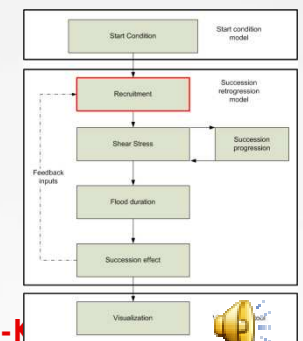 Start Condition
Start condition
model
Recruitment
Succession
retrogression
model
Shear Stress
Succession
progression
Feedback
inputs
Flood duration
Succession effect
Visualization